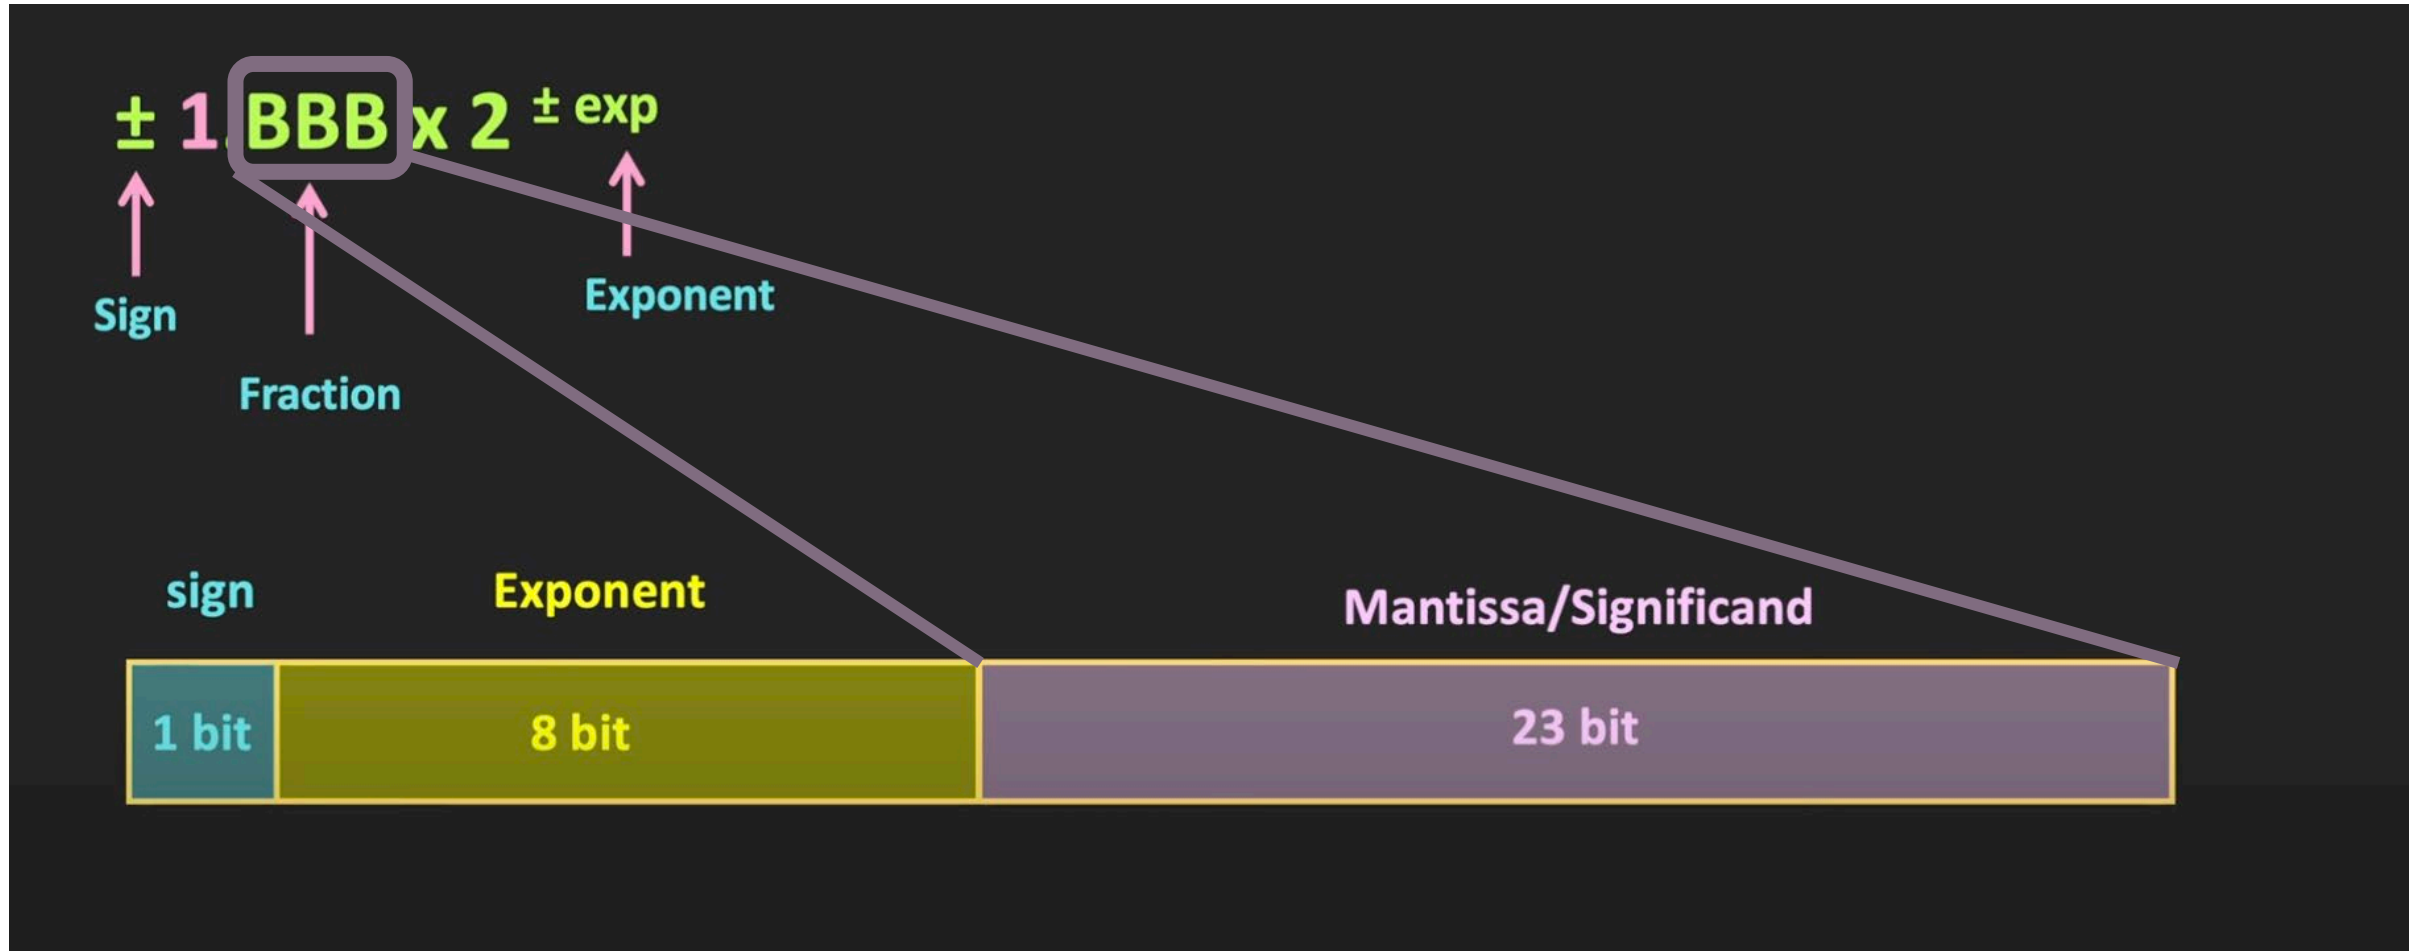 ± 1.BBB x 2 ± exp
Sign
Exponent
Fraction
sign
Exponent
Mantissa/Significand
1 bit
8 bit
23 bit